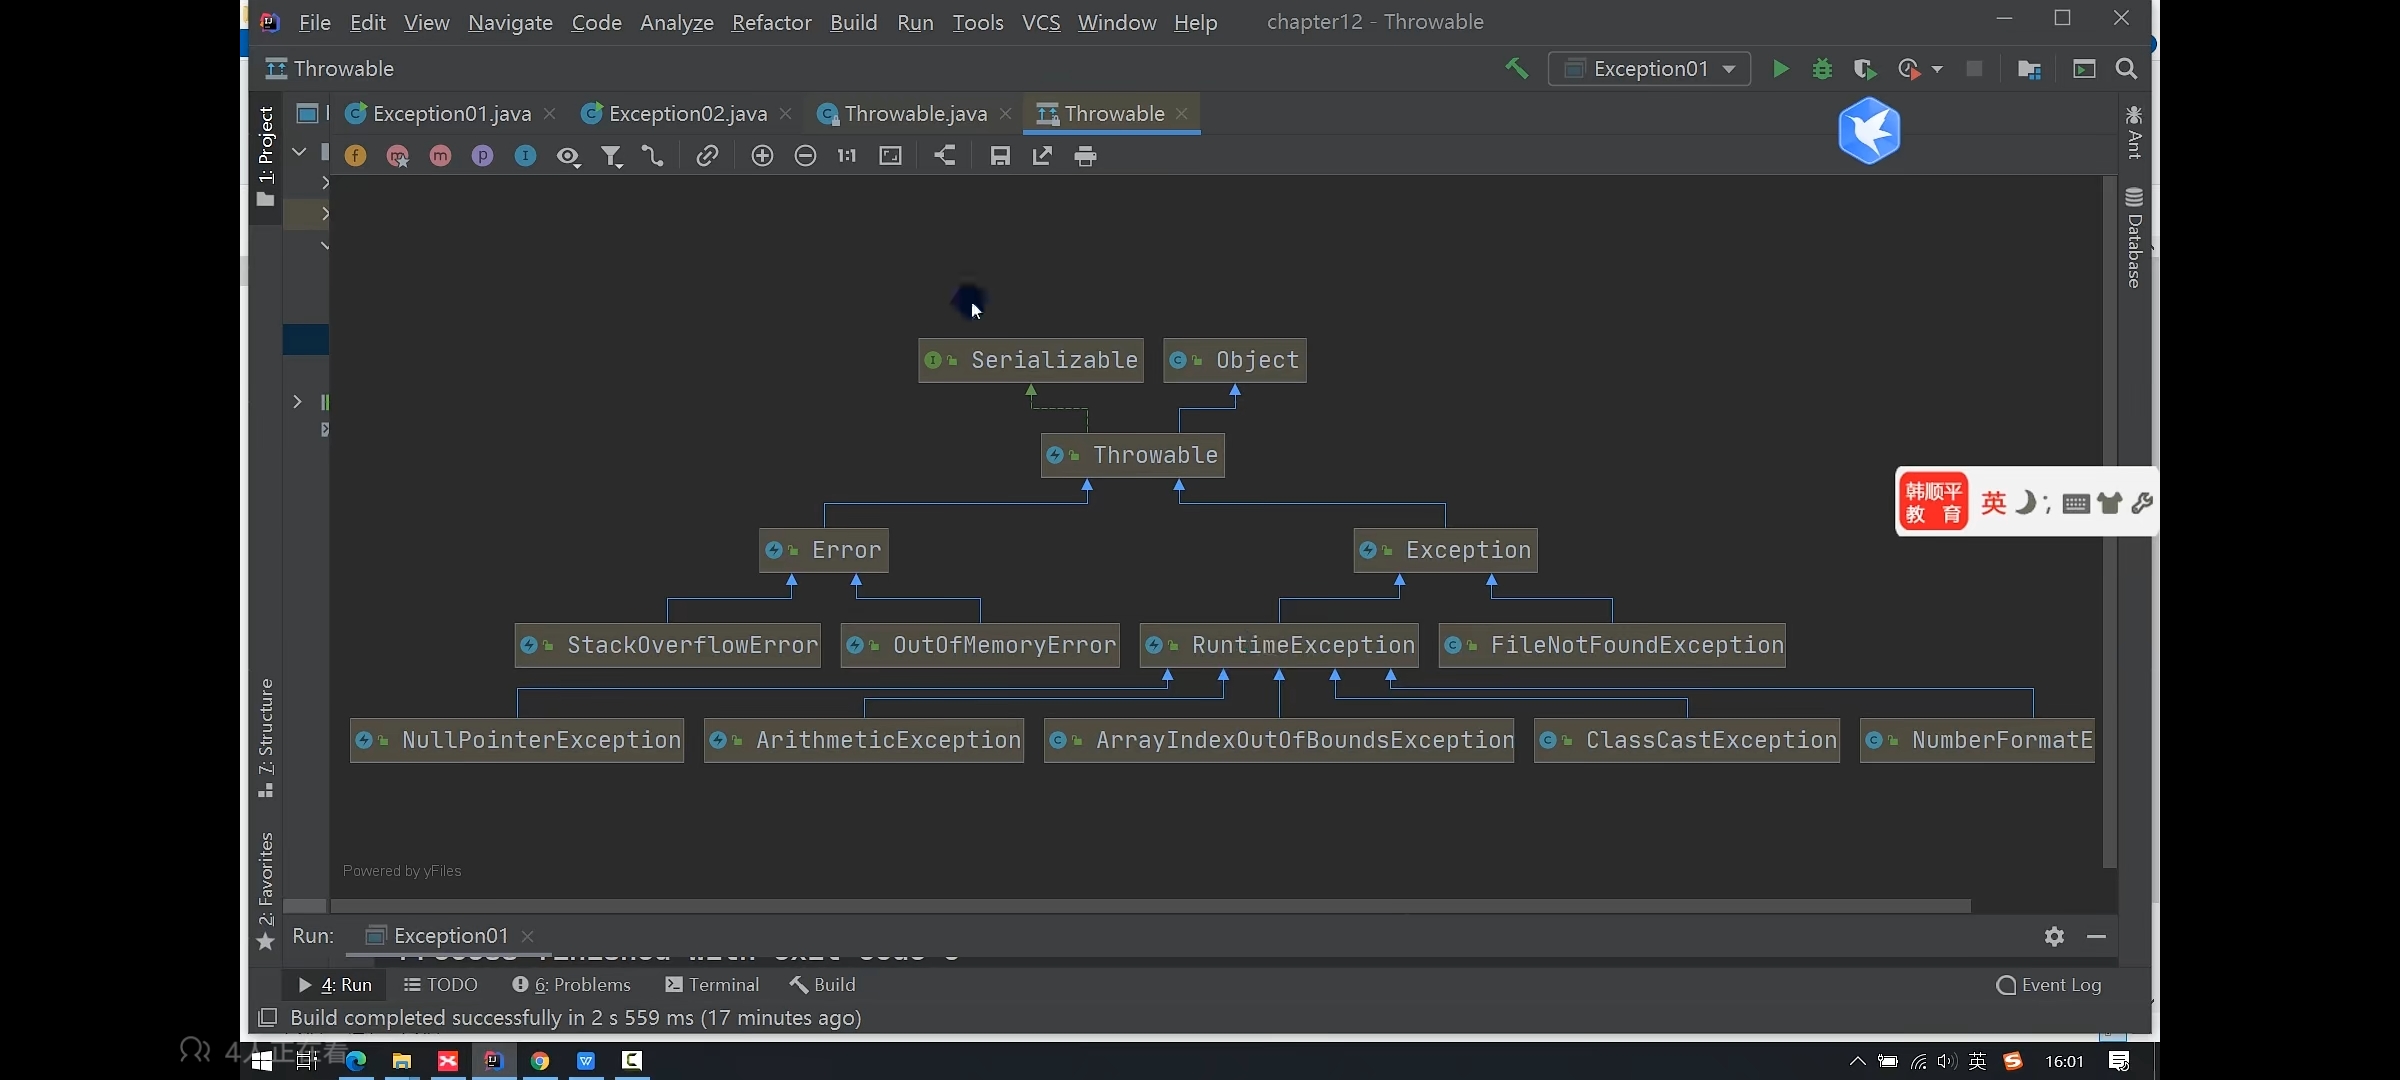 File Edit View Navigate Code Analyze Refactor Build Run Tools VCS Window Help chapter12 - Throwable
Throwable Exception01
Exception01.java Exception02.java Throwable.java Throwable
1:1
1: Project
Ant
Database
Serializable Object
Throwable
韩顺平
教 育
英
Error Exception
StackOverflowError OutOfMemoryError RuntimeException FileNotFoundException
NullPointerException ArithmeticException ArrayIndexOutOfBoundsException ClassCastException NumberFormatE
7: Structure
2: Favorites
Powered by yFiles
Run: Exception01
4: Run TODO 6: Problems Terminal Build Event Log
Build completed successfully in 2 s 559 ms (17 minutes ago)
4人正在看
英 16:01